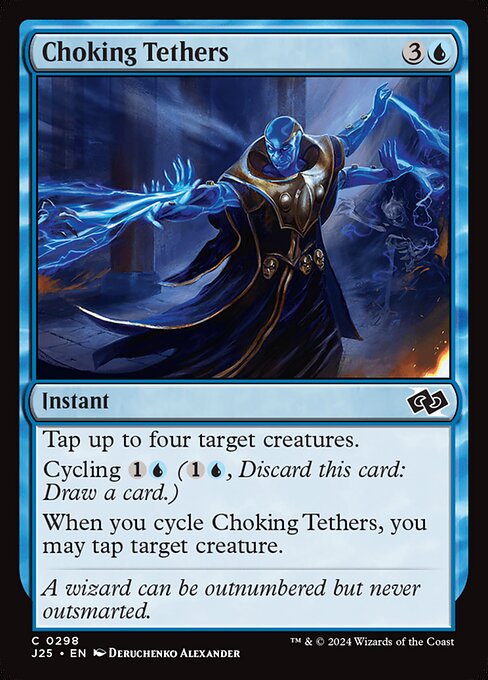 Choking Tethers 3
Instant
Tap up to four target creatures.
Cycling 1 (1, Discard this card:
Draw a card.)
When you cycle Choking Tethers, you
may tap target creature.
A wizard can be outnumbered but never
outsmarted.
C 0298 ™ & © 2024 Wizards of the Coast
J25 • EN Deruchenko Alexander